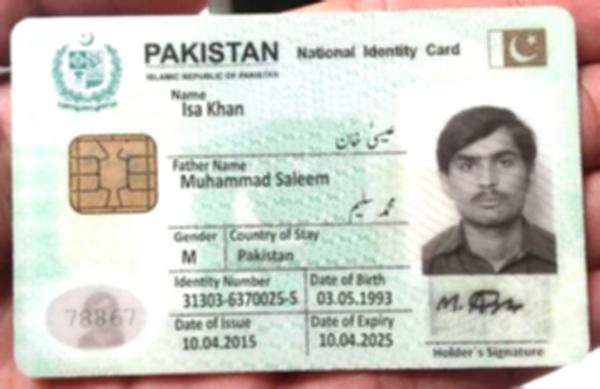 PAKISTAN National Identity Card
ISLAMIC REPUBLIC OF PAKISTAN
Name
Isa Khan
عیسیٰ خان
Father Name
Muhammad Saleem
محمد سلیم
Gender Country of Stay
M Pakistan
Identity Number Date of Birth
31303-6370025-5 03.05.1993
Date of Issue Date of Expiry
10.04.2015 10.04.2025
78867
Holder's Signature